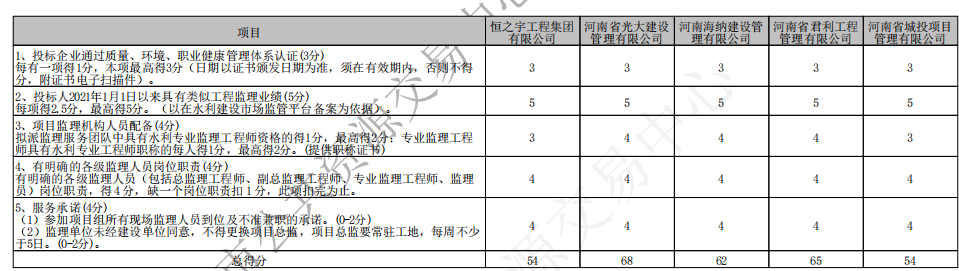 项目 恒之宇工程集团有限公司 河南省光大建设管理有限公司 河南海纳建设管理有限公司 河南省君利工程管理有限公司 河南省城投项目管理有限公司
1、投标企业通过质量、环境、职业健康管理体系认证(3分)
每有一项得1分，本项最高得3分（日期以证书颁发日期为准，须在有效期内，否则不得
分，附证书电子扫描件）。
3 3 3 3 3
2、投标人2021年1月1日以来具有类似工程监理业绩(5分)
每项得2.5分，最高得5分。（以在水利建设市场监管平台备案为依据）。
5 5 5 5 5
3、项目监理机构人员配备(4分)
拟派监理服务团队中具有水利专业监理工程师资格的得1分，最高得2分；专业监理工程
师具有水利专业工程师职称的每人得1分，最高得2分。(提供职称证书)
3 4 4 4 3
4、有明确的各级监理人员岗位职责(4分)
有明确的各级监理人员（包括总监理工程师、副总监理工程师、专业监理工程师、监理
员）岗位职责，得４分，缺一个岗位职责扣１分，此项扣完为止。
4 4 4 4 4
5、服务承诺(4分)
（1）参加项目组所有现场监理人员到位及不准兼职的承诺。(0-2分)
（2）监理单位未经建设单位同意，不得更换项目总监，项目总监要常驻工地，每周不少
于5日。(0-2分)。
4 4 4 4 4
总得分 54 68 62 65 54
市公共资源交易中心
源交易中心